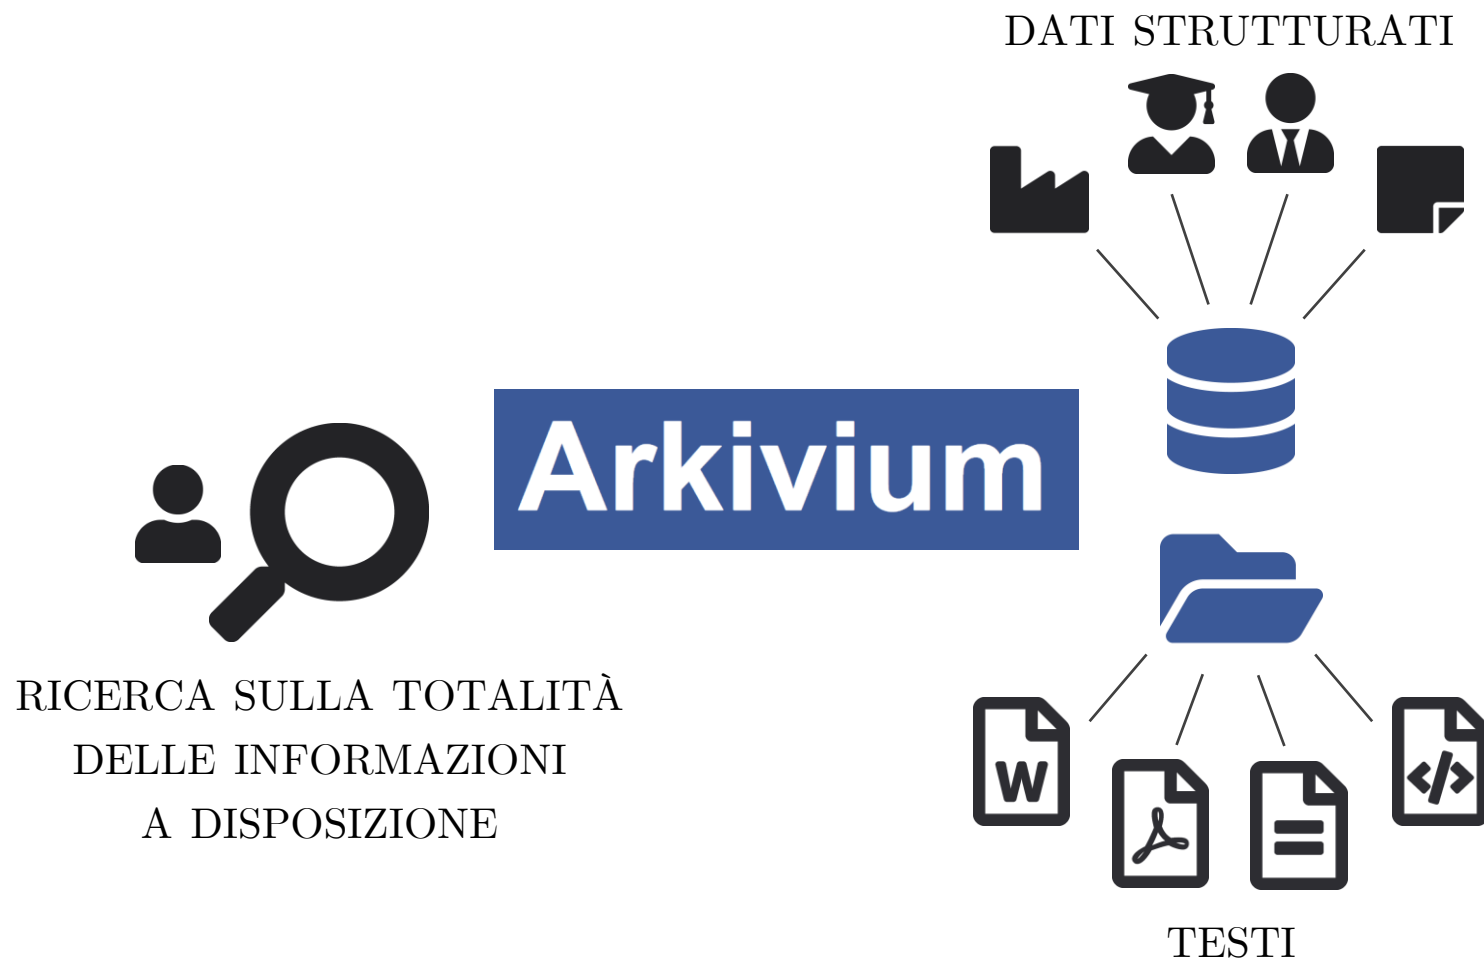 DATI STRUTTURATI
Arkivium
RICERCA SULLA TOTALITÀ
DELLE INFORMAZIONI
A DISPOSIZIONE
W
</>
TESTI